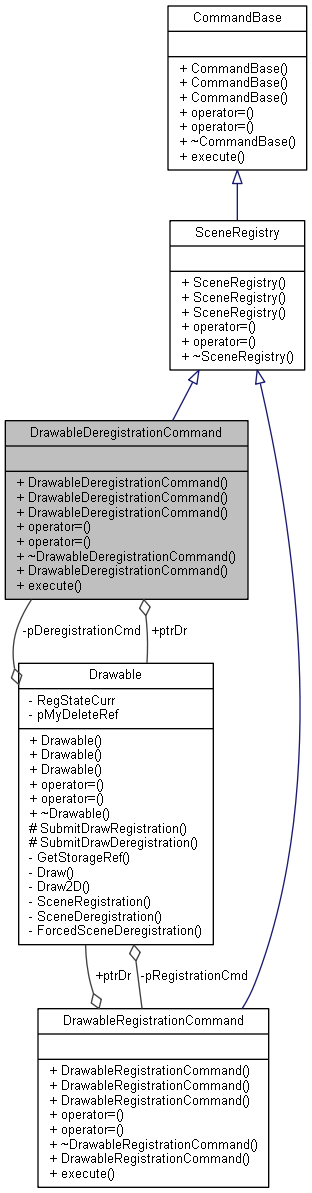 CommandBase
+ CommandBase()
+ CommandBase()
+ CommandBase()
+ operator=()
+ operator=()
+ ~CommandBase()
+ execute()
SceneRegistry
+ SceneRegistry()
+ SceneRegistry()
+ SceneRegistry()
+ operator=()
+ operator=()
+ ~SceneRegistry()
DrawableDeregistrationCommand
+ DrawableDeregistrationCommand()
+ DrawableDeregistrationCommand()
+ DrawableDeregistrationCommand()
+ operator=()
+ operator=()
+ ~DrawableDeregistrationCommand()
+ DrawableDeregistrationCommand()
+ execute()
-pDeregistrationCmd
+ptrDr
Drawable
- RegStateCurr
- pMyDeleteRef
+ Drawable()
+ Drawable()
+ Drawable()
+ operator=()
+ operator=()
+ ~Drawable()
# SubmitDrawRegistration()
# SubmitDrawDeregistration()
- GetStorageRef()
- Draw()
- Draw2D()
- SceneRegistration()
- SceneDeregistration()
- ForcedSceneDeregistration()
+ptrDr
-pRegistrationCmd
DrawableRegistrationCommand
+ DrawableRegistrationCommand()
+ DrawableRegistrationCommand()
+ DrawableRegistrationCommand()
+ operator=()
+ operator=()
+ ~DrawableRegistrationCommand()
+ DrawableRegistrationCommand()
+ execute()